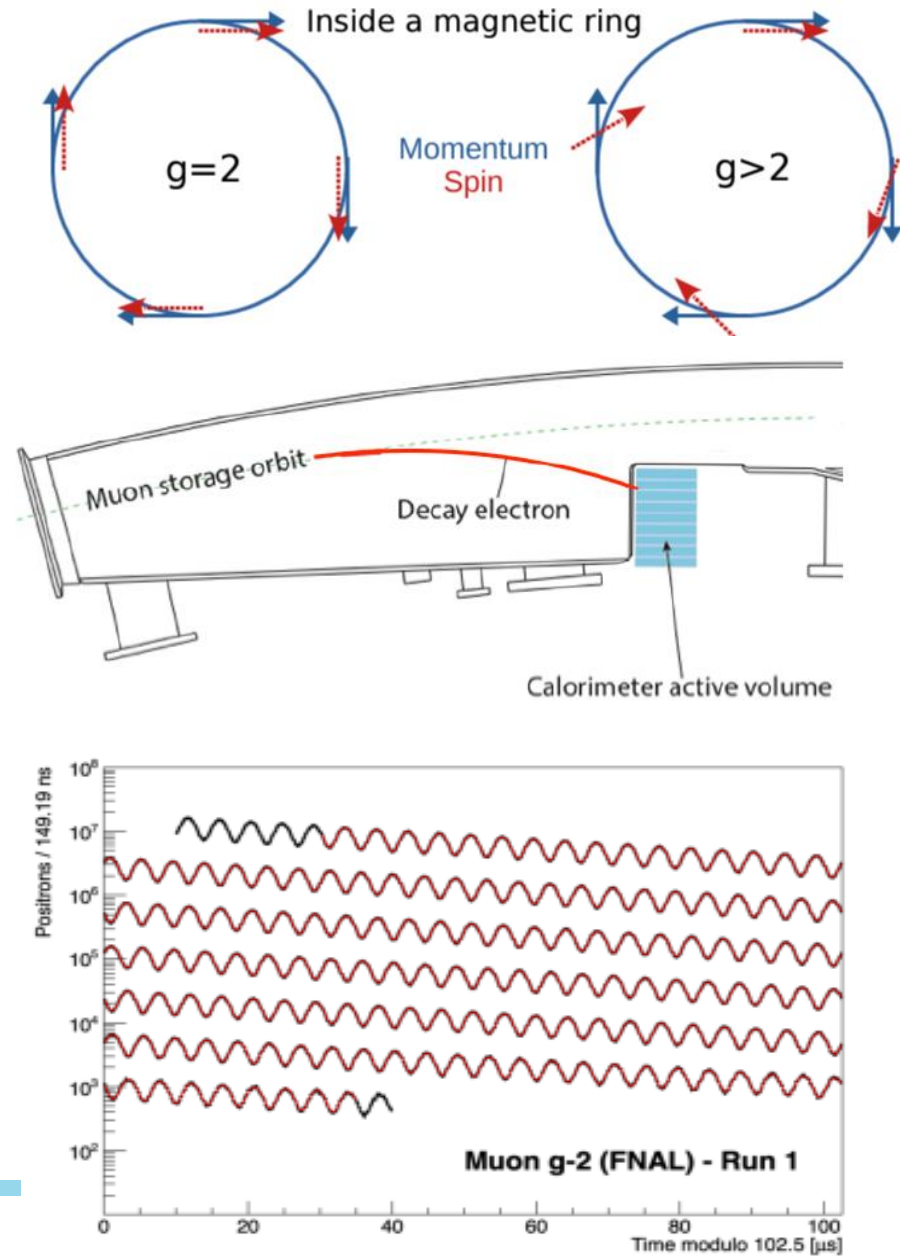 Inside a magnetic ring
g=2
Momentum
Spin
g>2
Muon storage orbit
Decay electron
Calorimeter active volume
Positrons / 149.19 ns
10⁸
10⁷
10⁶
10⁵
10⁴
10³
10²
Muon g-2 (FNAL) - Run 1
0
20
40
60
80
100
Time modulo 102.5 [μs]